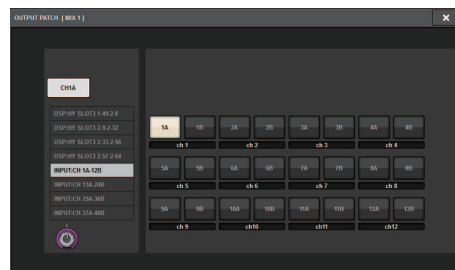 OUTPUT PATCH [ MIX 1 ]
CH1A
DSP:HY SLOT3 1.49-2.8
DSP:HY SLOT3 2.9-2-32
DSP:HY SLOT3 2.33-2.56
DSP:HY SLOT3 2.57-2.64
INPUT:CH 1A-12B
INPUT:CH 13A-24B
INPUT:CH 25A-36B
INPUT:CH 37A-48B
1A 1B 2A 2B 3A 3B 4A 4B
ch 1 ch 2 ch 3 ch 4
5A 5B 6A 6B 7A 7B 8A 8B
ch 5 ch 6 ch 7 ch 8
9A 9B 10A 10B 11A 11B 12A 12B
ch 9 ch10 ch11 ch12